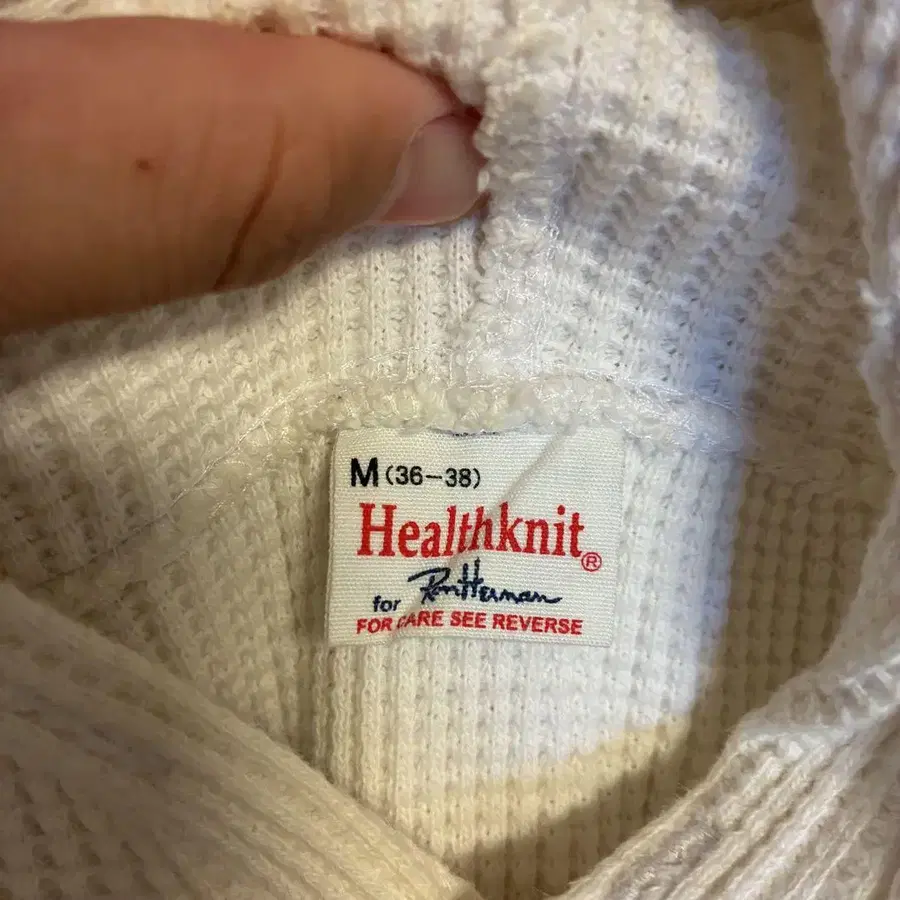 M (36-38)
Healthknit®
for Ron Herman
FOR CARE SEE REVERSE